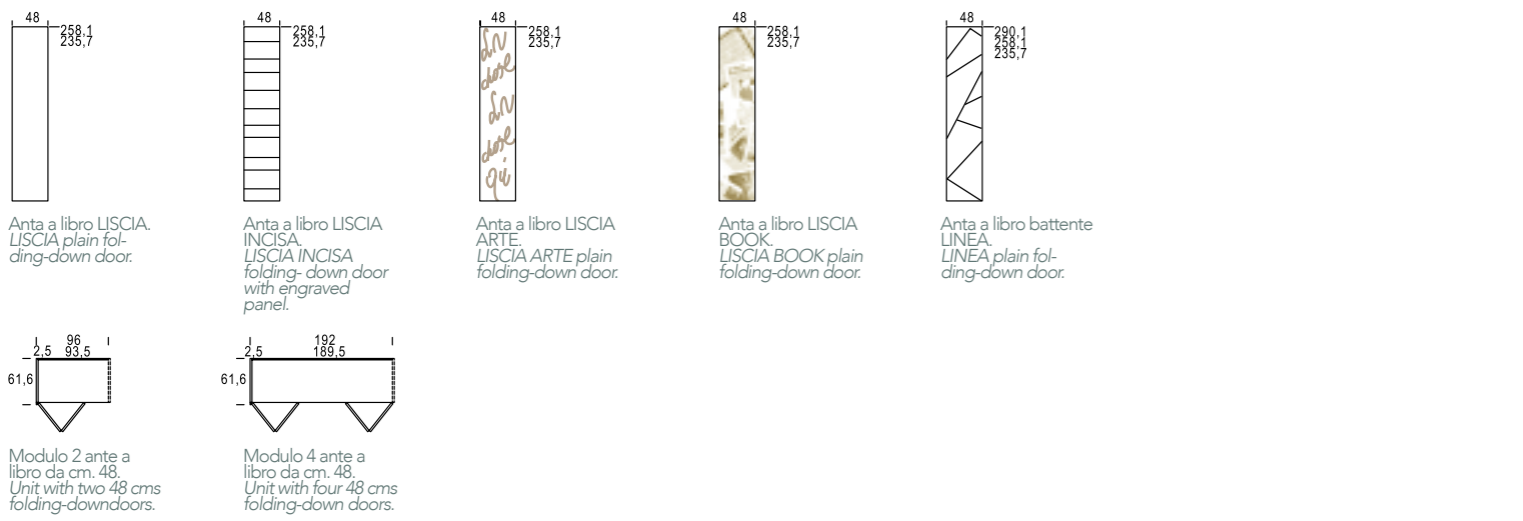 48
258,1
235,7
48
258,1
235,7
48
258,1
235,7
48
258,1
235,7
48
290,1
258,1
235,7
Anta a libro LISCIA.
LISCIA plain fol-
ding-down door.
Anta a libro LISCIA
INCISA.
LISCIA INCISA
folding- down door
with engraved
panel.
Anta a libro LISCIA
ARTE.
LISCIA ARTE plain
folding-down door.
Anta a libro LISCIA
BOOK.
LISCIA BOOK plain
folding-down door.
Anta a libro battente
LINEA.
LINEA plain fol-
ding-down door.
96
2,5 93,5
61,6
192
2,5 189,5
61,6
Modulo 2 ante a
libro da cm. 48.
Unit with two 48 cms
folding-downdoors.
Modulo 4 ante a
libro da cm. 48.
Unit with four 48 cms
folding-down doors.